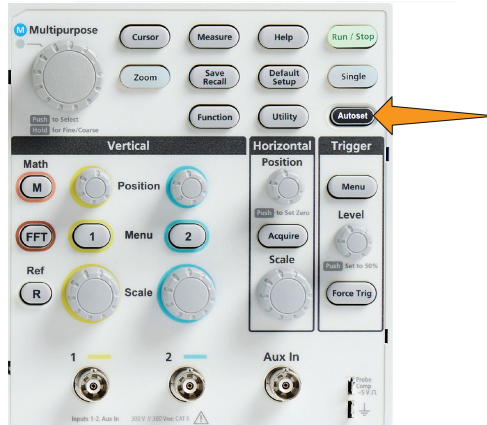 M Multipurpose
Cursor
Measure
Help
Run / Stop
Zoom
Save
Recall
Default
Setup
Single
Push to Select
Hold for Fine/Coarse
Function
Utility
Autoset
Vertical
Horizontal
Trigger
Math
M
Position
Position
Push to Set Zero
Menu
Level
FFT
1
Menu
2
Acquire
Push Set to 50%
Ref
R
Scale
Scale
Force Trig
1
2
Aux In
Inputs 1-2, Aux In
Probe
Comp